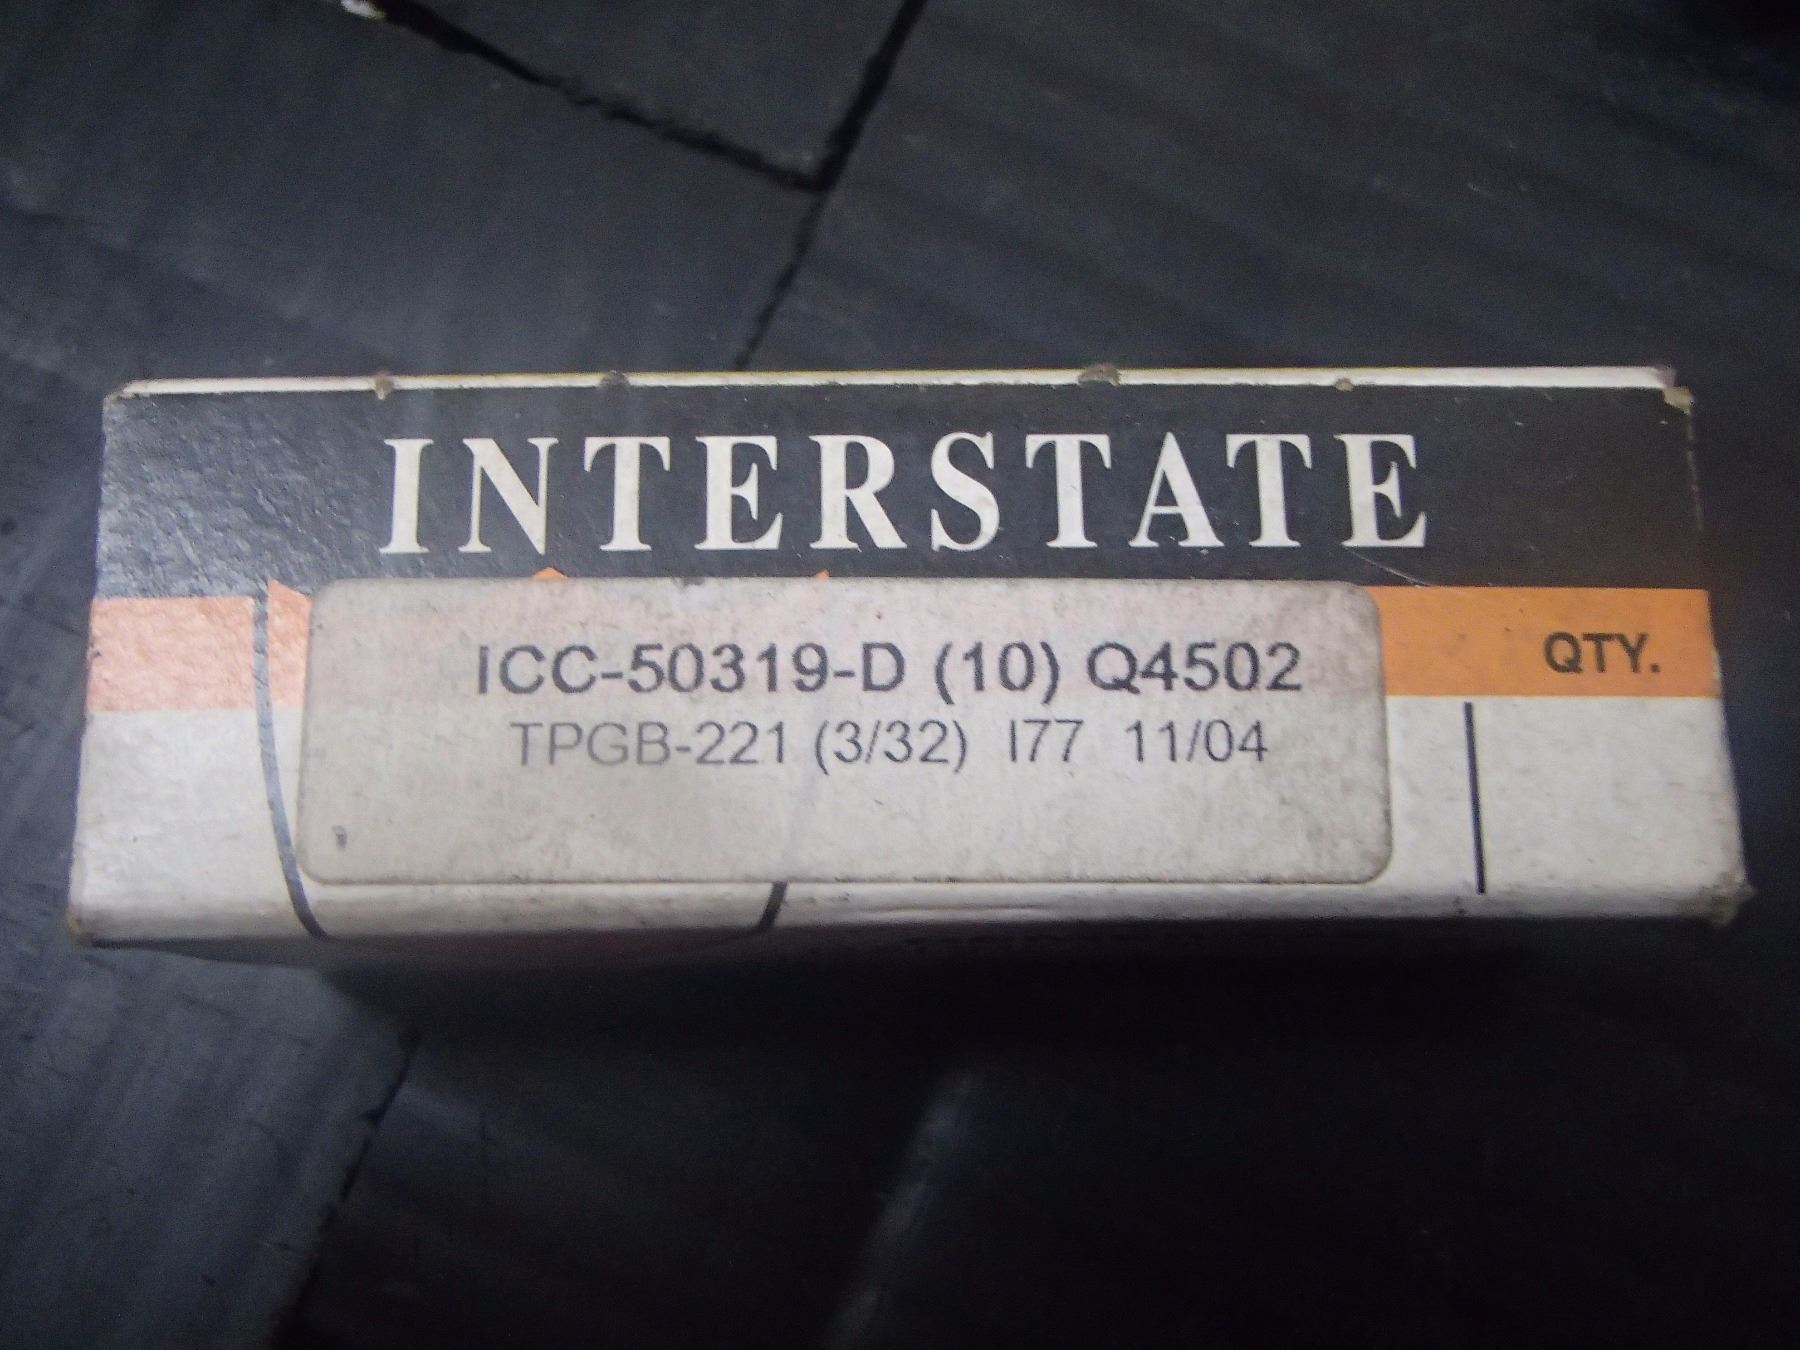 INTERSTATE
QTY.
ICC-50319-D (10) Q4502
TPGB-221 (3/32) I77 11/04